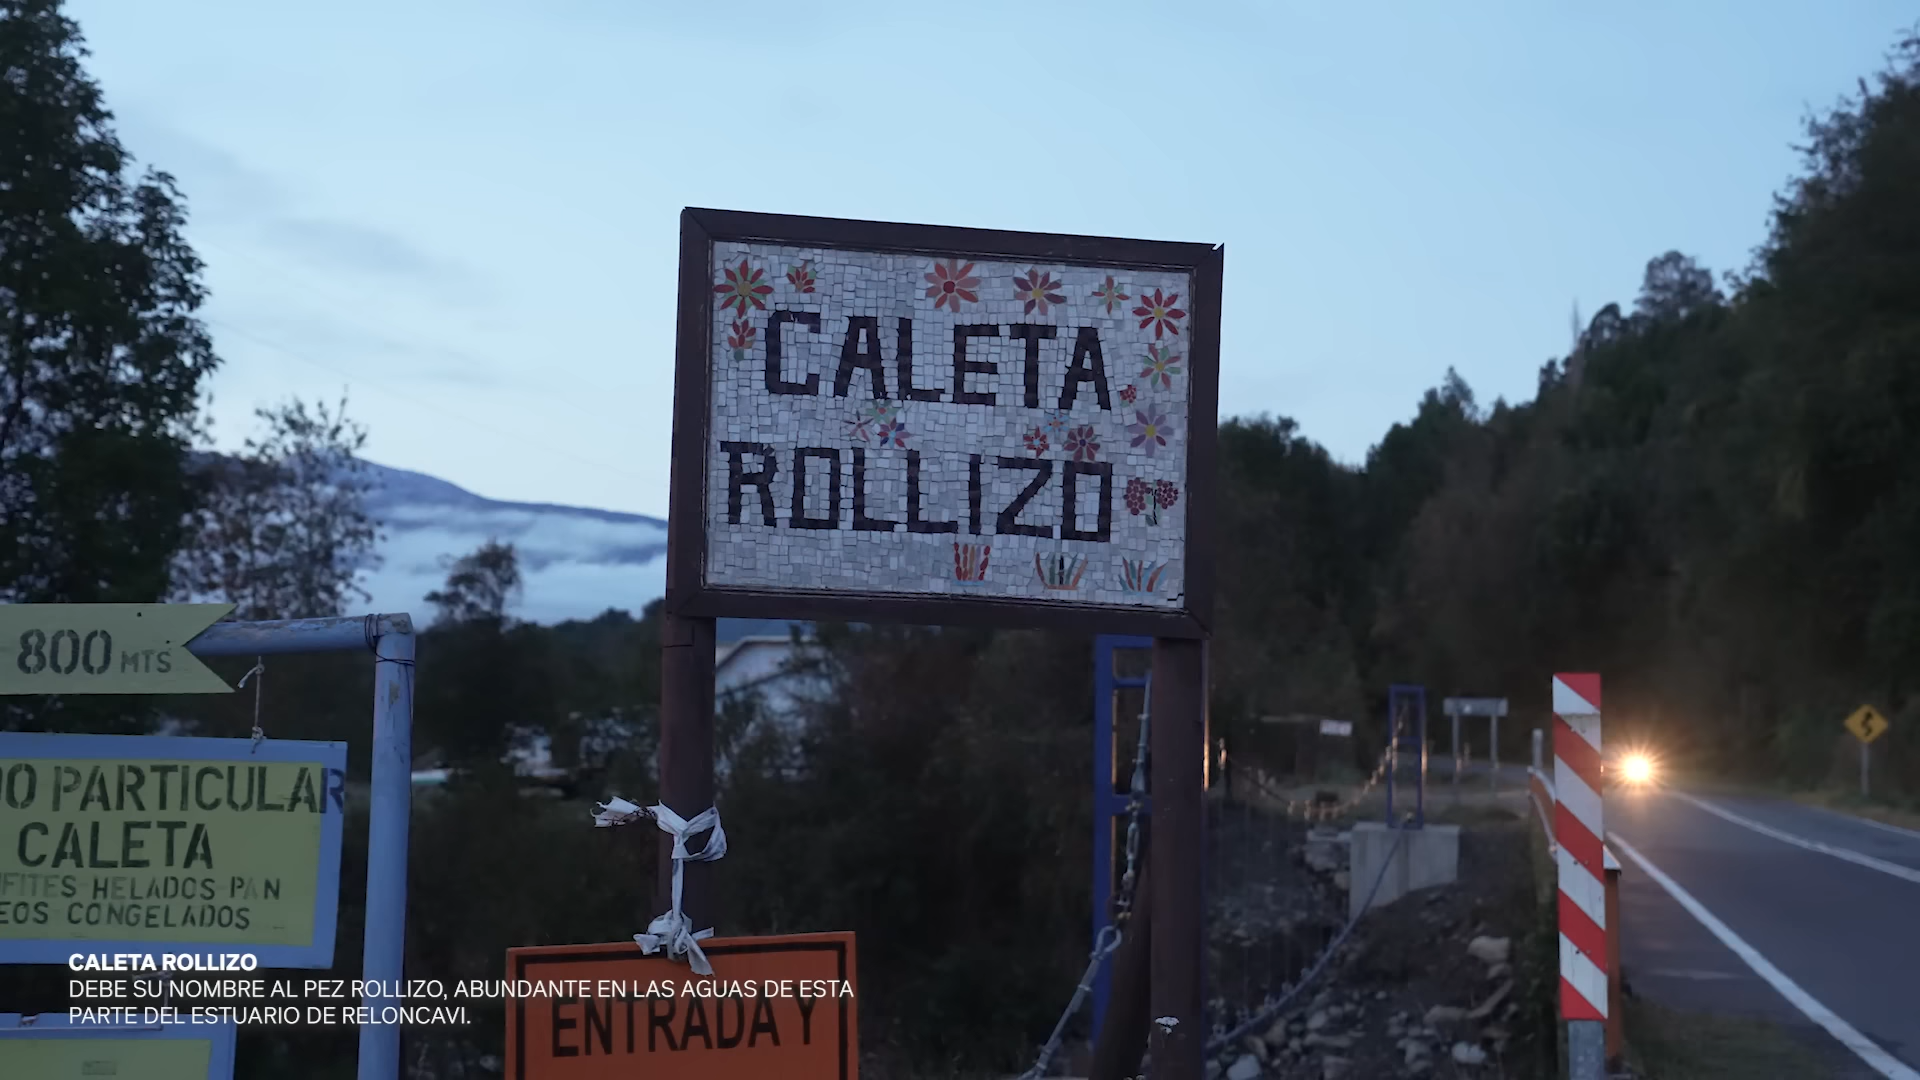 CALETA
ROLLIZO
800 MTS
PARTICULAR
CALETA
HELADOS PAN
CONGELADOS
ENTRADA Y
CALETA ROLLIZO
DEBE SU NOMBRE AL PEZ ROLLIZO, ABUNDANTE EN LAS AGUAS DE ESTA
PARTE DEL ESTUARIO DE RELONCAVI.